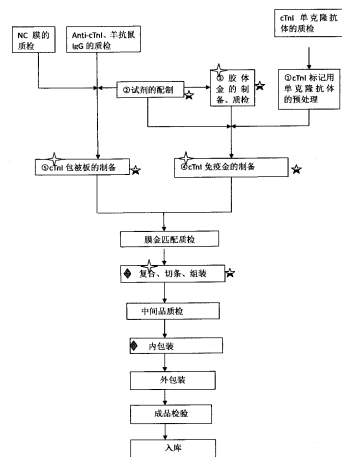 NC 膜的
质检
Anti-cTnI、羊抗鼠
IgG 的质检
cTnI 单克隆抗
体的质检
②试剂的配制
③胶体
金的制
备、质检
①cTnI 标记用
单克隆抗体
的预处理
⑤cTnI 包被板的制备
④cTnI 免疫金的制备
膜金匹配质检
复合、切条、组装
中间品质检
内包装
外包装
成品检验
入库